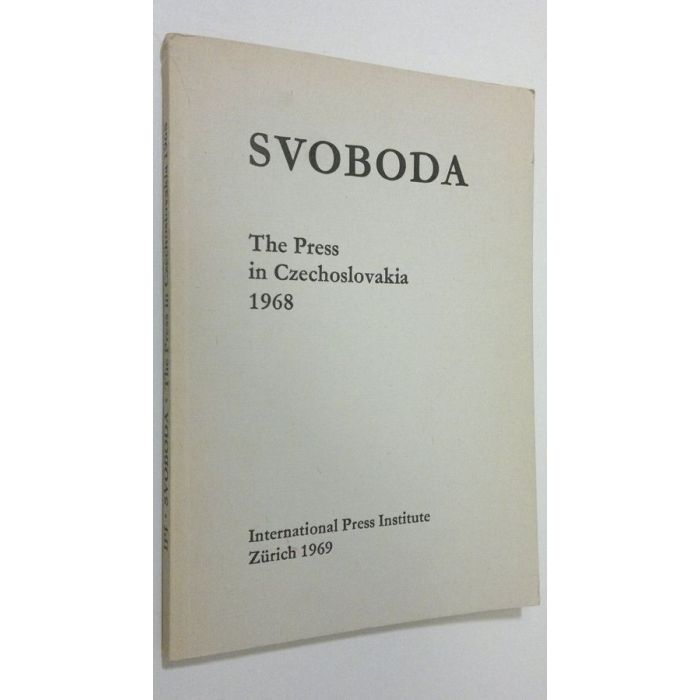 SVOBODA
The Press
in Czechoslovakia
1968
International Press Institute
Zürich 1969
IPI · SVOBODA · The Press in Czechoslovakia 1968